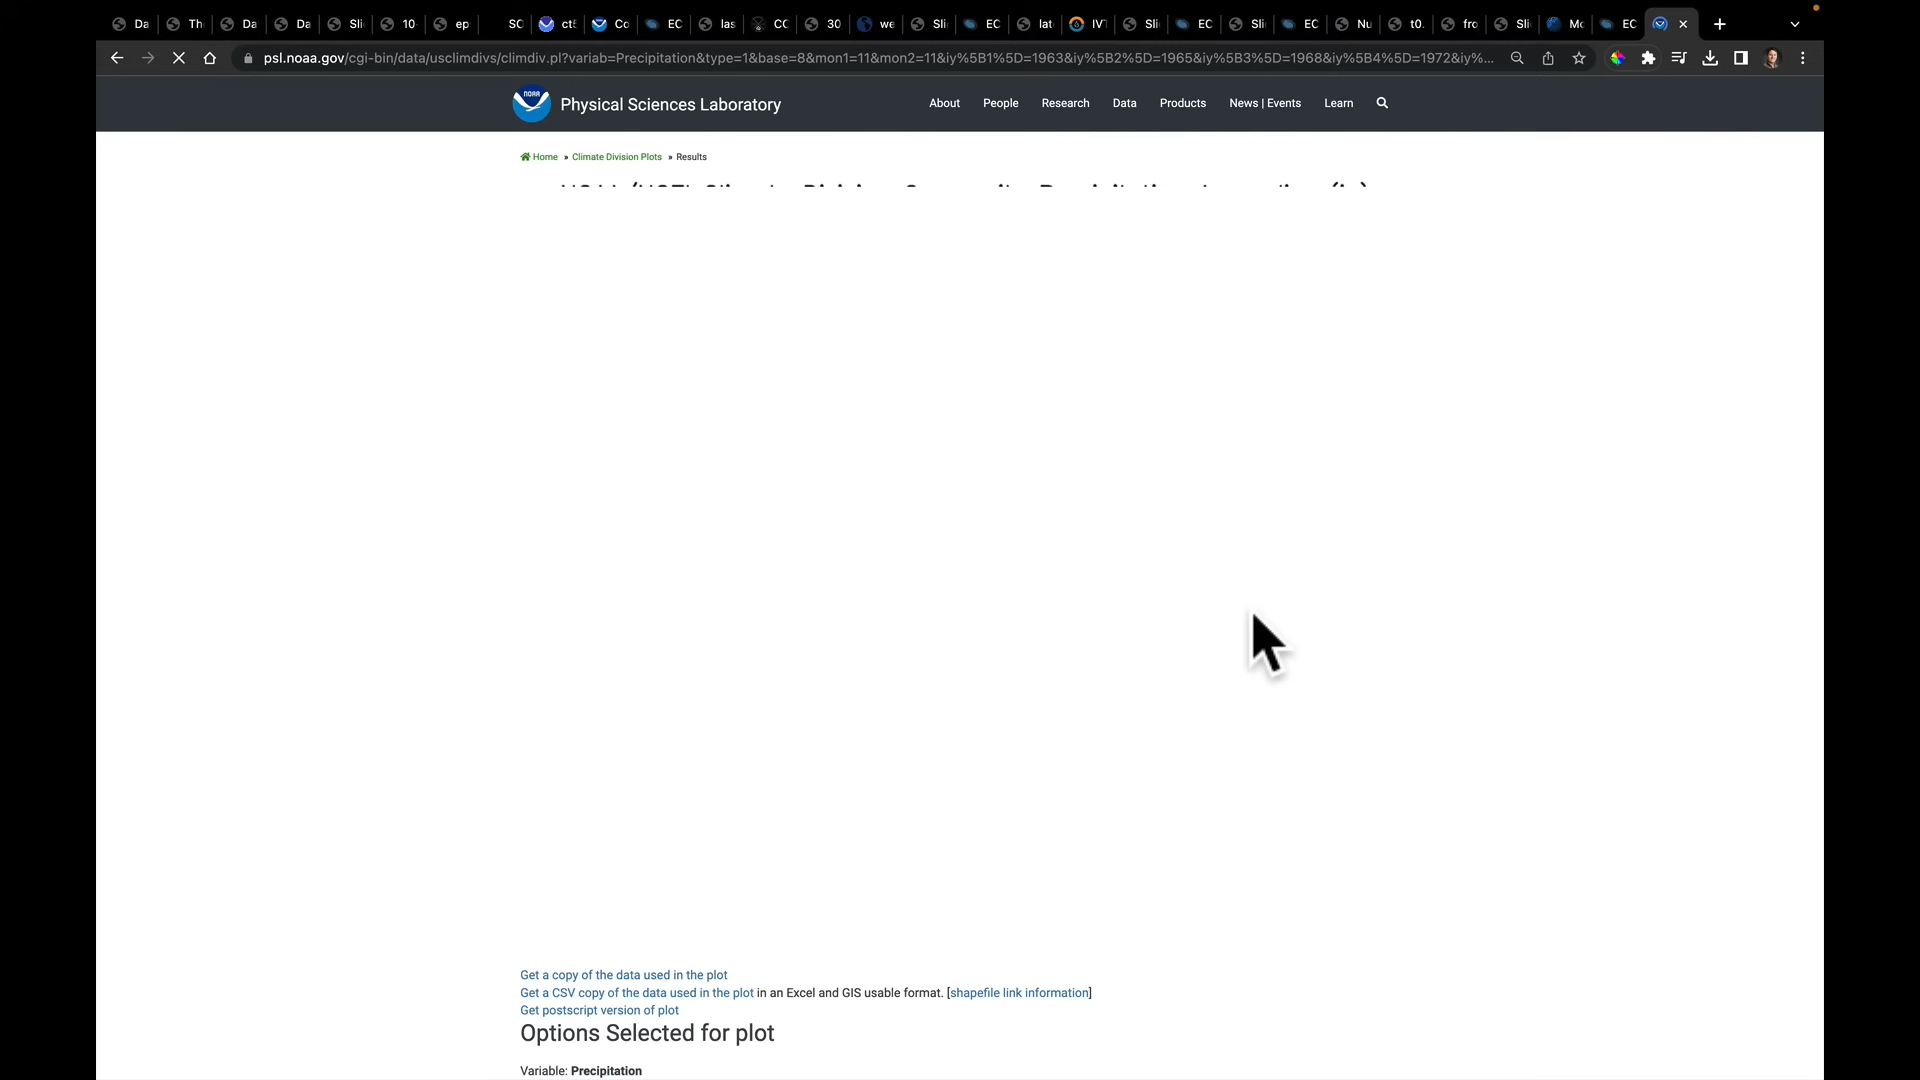 Da Th Da Da Sli 10 ep SC ct5 Co EC las CC 30 we Sli EC lat IVT Sli EC Sli EC Nu t0. fro Sli Mo EC
psl.noaa.gov/cgi-bin/data/usclimdivs/climdiv.pl?variab=Precipitation&type=1&base=8&mon1=11&mon2=11&iy%5B1%5D=1963&iy%5B2%5D=1965&iy%5B3%5D=1968&iy%5B4%5D=1972&iy%...
NOAA Physical Sciences Laboratory About People Research Data Products News | Events Learn
Home » Climate Division Plots » Results
Get a copy of the data used in the plot
Get a CSV copy of the data used in the plot in an Excel and GIS usable format. [shapefile link information]
Get postscript version of plot
Options Selected for plot
Variable: Precipitation